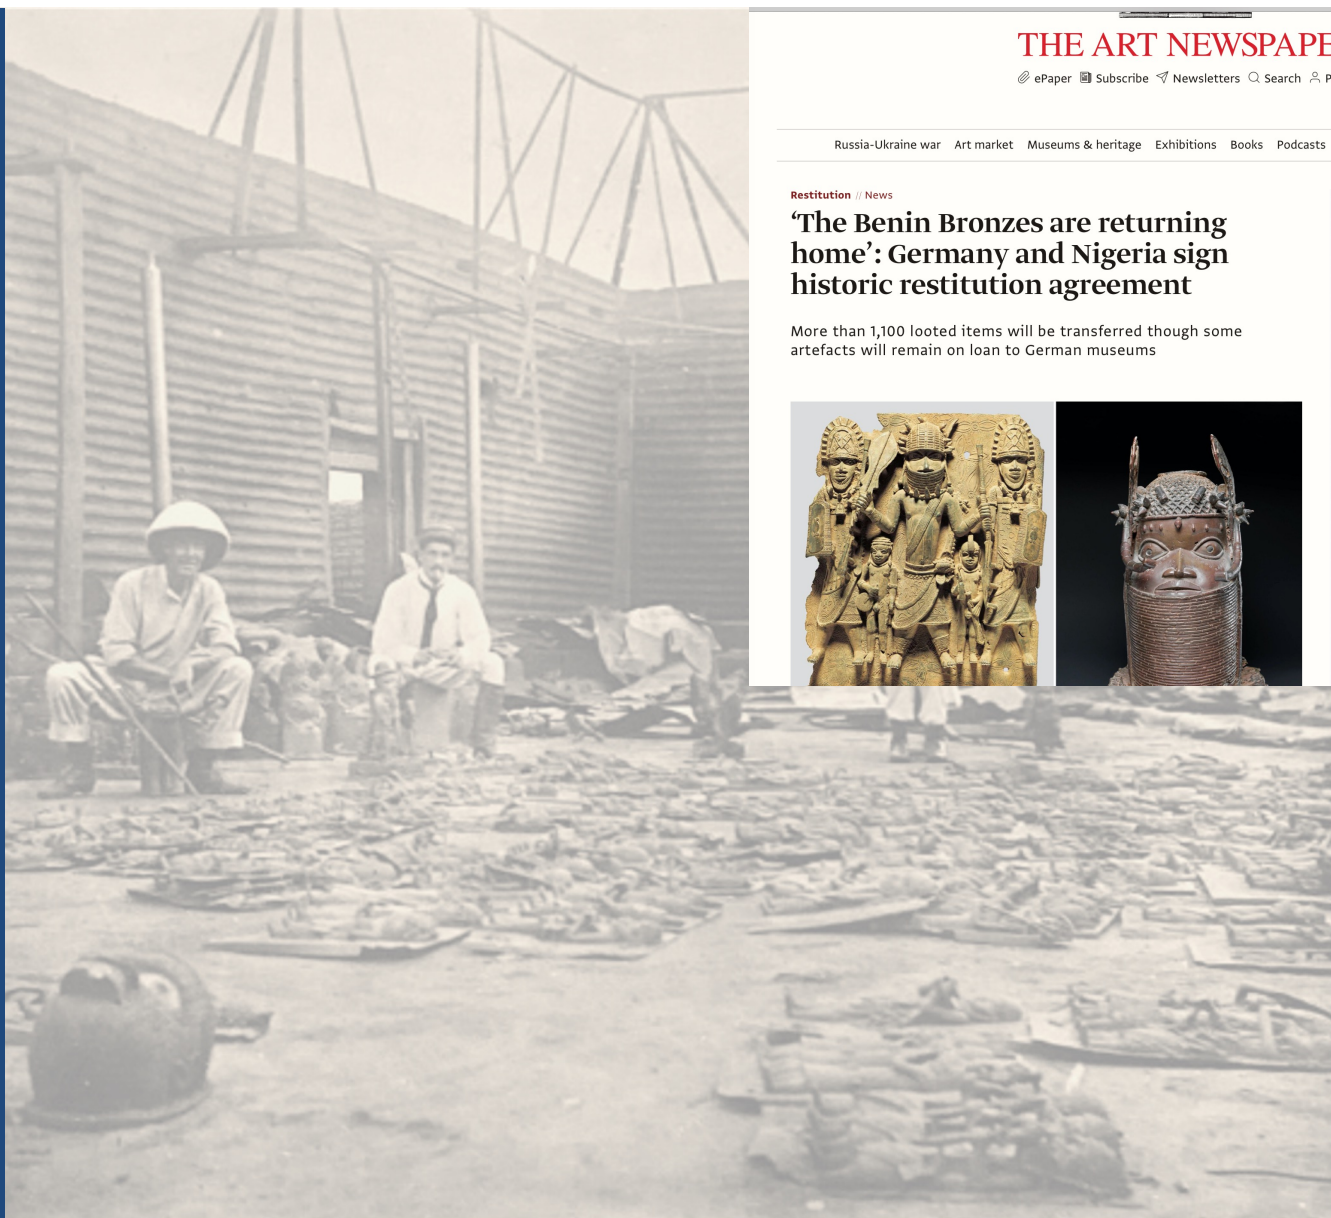 THE ART NEWSPAPE
ePaper Subscribe Newsletters Search P
Russia-Ukraine war Art market Museums & heritage Exhibitions Books Podcasts
Restitution // News
‘The Benin Bronzes are returning
home’: Germany and Nigeria sign
historic restitution agreement
More than 1,100 looted items will be transferred though some
artefacts will remain on loan to German museums